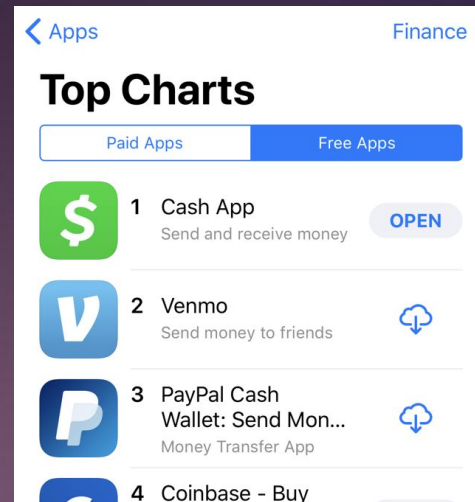 Apps
Finance
Top Charts
Paid Apps
Free Apps
1 Cash App
Send and receive money
OPEN
2 Venmo
Send money to friends
3 PayPal Cash
Wallet: Send Mon...
Money Transfer App
4 Coinbase - Buy